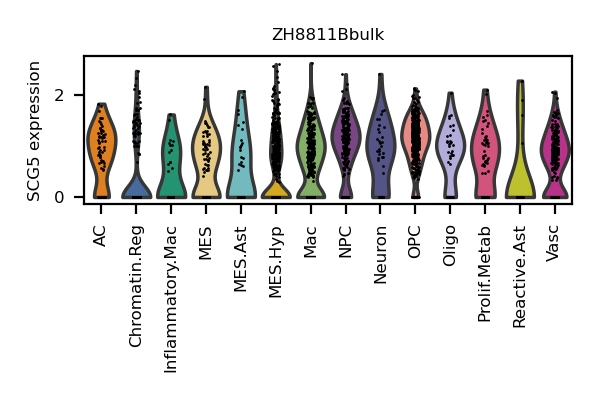 ZH8811Bbulk
SCG5 expression
2
0
AC
Chromatin.Reg
Inflammatory.Mac
MES
MES.Ast
MES.Hyp
Mac
NPC
Neuron
OPC
Oligo
Prolif.Metab
Reactive.Ast
Vasc